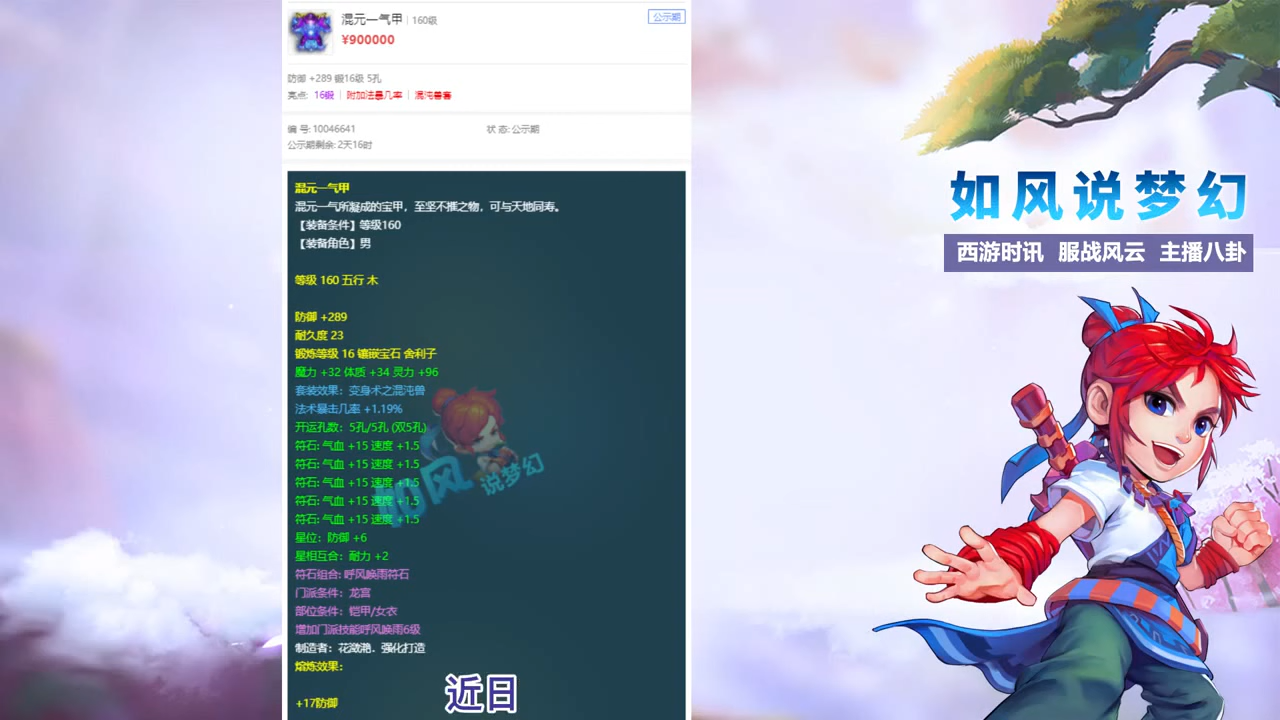 混元一气甲 160级
公示期
¥900000
防御 +289 锻16级 5孔
亮点: 16锻 附加法暴几率 混沌兽套
编 号: 10046641 状 态: 公示期
公示期剩余: 2天16时
混元一气甲
混元一气所凝成的宝甲，至坚不摧之物，可与天地同寿。
【装备条件】等级160
【装备角色】男
等级 160 五行 木
防御 +289
耐久度 23
锻炼等级 16 镶嵌宝石 舍利子
魔力 +32 体质 +34 灵力 +96
套装效果：变身术之混沌兽
法术暴击几率 +1.19%
开运孔数：5孔/5孔 (双5孔)
符石: 气血 +15 速度 +1.5
符石: 气血 +15 速度 +1.5
符石: 气血 +15 速度 +1.5
符石: 气血 +15 速度 +1.5
符石: 气血 +15 速度 +1.5
星位：防御 +6
星相互合：耐力 +2
符石组合: 呼风唤雨符石
门派条件：龙宫
部位条件：铠甲/女衣
增加门派技能呼风唤雨6级
制造者：花潋滟．强化打造
熔炼效果：
+17防御
如风说梦幻
近日
如风说梦幻
西游时讯 服战风云 主播八卦